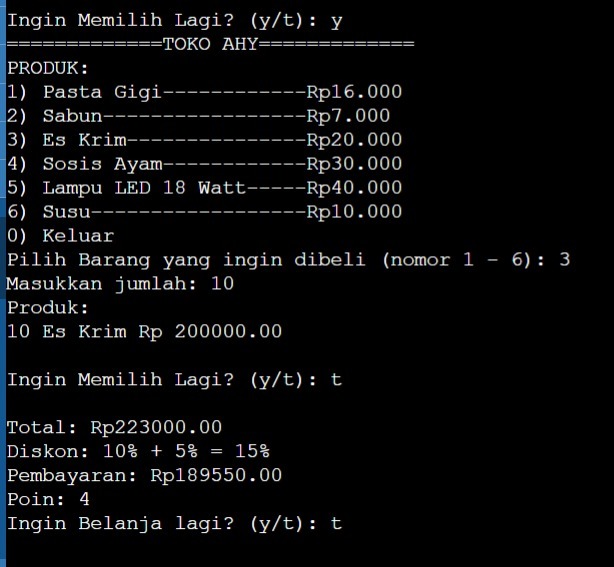 Ingin Memilih Lagi? (y/t): y
=============TOKO AHY=============
PRODUK:
1) Pasta Gigi------------Rp16.000
2) Sabun-----------------Rp7.000
3) Es Krim---------------Rp20.000
4) Sosis Ayam------------Rp30.000
5) Lampu LED 18 Watt-----Rp40.000
6) Susu------------------Rp10.000
0) Keluar
Pilih Barang yang ingin dibeli (nomor 1 - 6): 3
Masukkan jumlah: 10
Produk:
10 Es Krim Rp 200000.00
Ingin Memilih Lagi? (y/t): t
Total: Rp223000.00
Diskon: 10% + 5% = 15%
Pembayaran: Rp189550.00
Poin: 4
Ingin Belanja lagi? (y/t): t